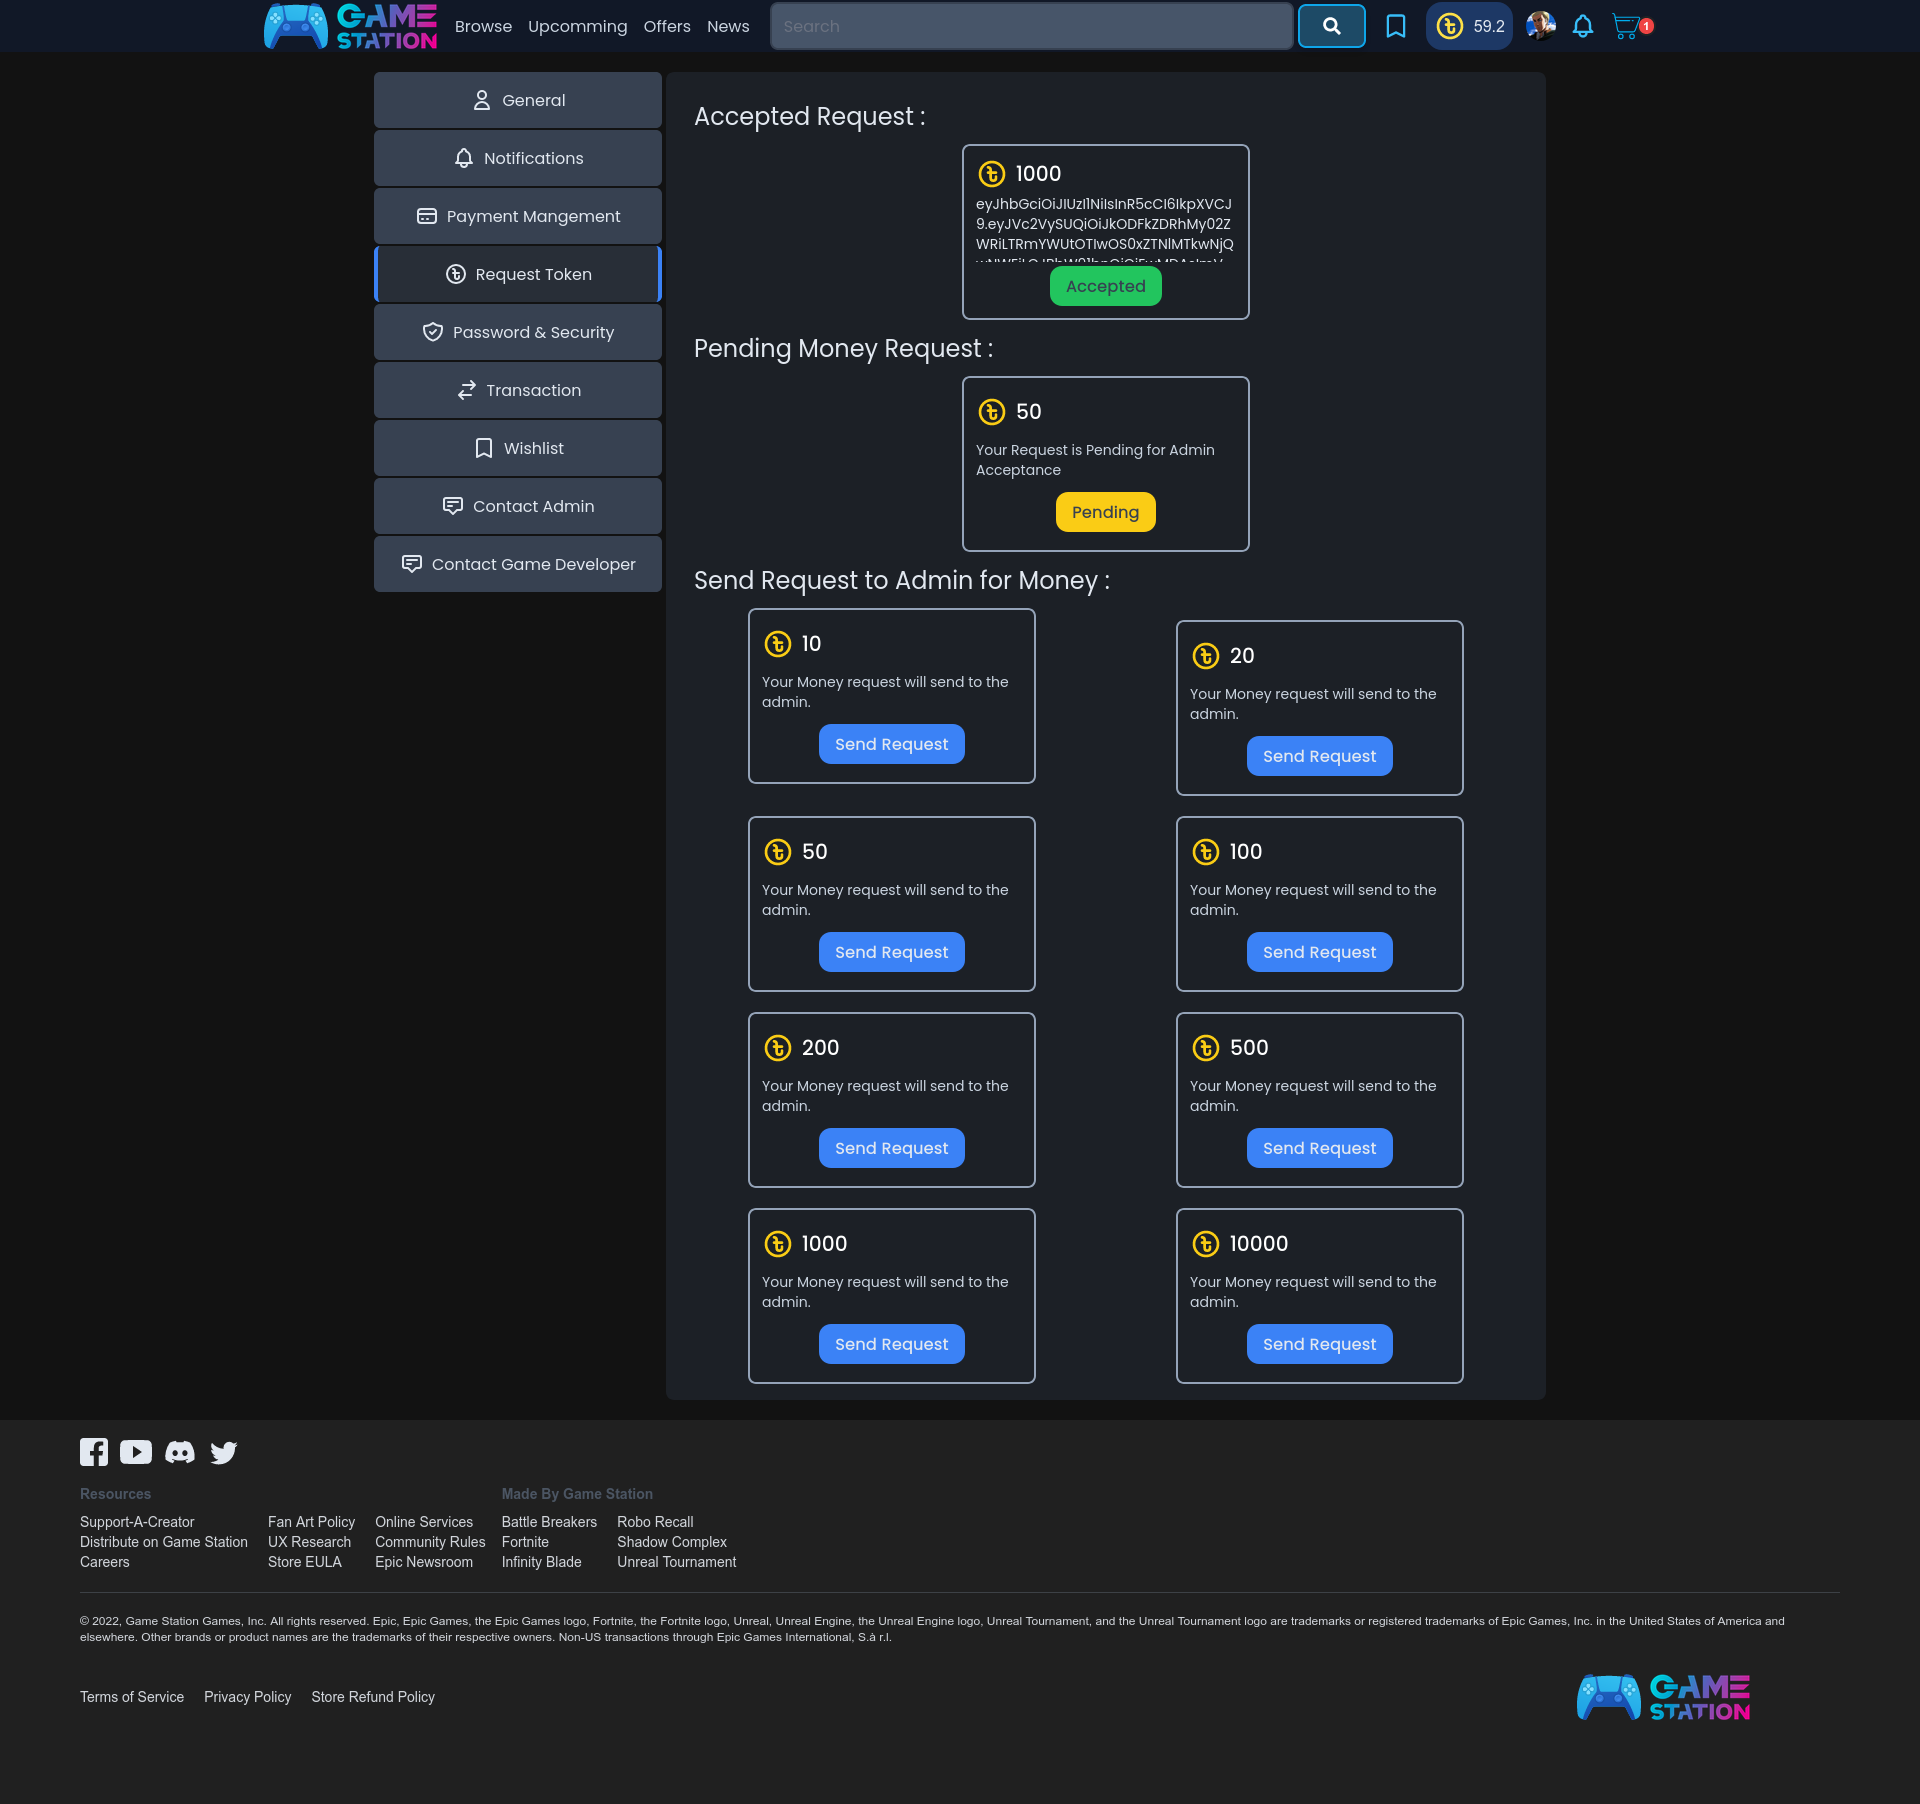 GAME STATION
Browse Upcomming Offers News Search 59.2 1
General
Notifications
Payment Mangement
Request Token
Password & Security
Transaction
Wishlist
Contact Admin
Contact Game Developer
Accepted Request :
1000
eyJhbGciOiJIUzI1NiIsInR5cCI6IkpXVCJ
9.eyJVc2VySUQiOiJkODFkZDRhMy02Z
WRiLTRmYWUtOTIwOS0xZTNlMTkwNjQ
Accepted
Pending Money Request :
50
Your Request is Pending for Admin
Acceptance
Pending
Send Request to Admin for Money :
10
Your Money request will send to the
admin.
Send Request
20
Your Money request will send to the
admin.
Send Request
50
Your Money request will send to the
admin.
Send Request
100
Your Money request will send to the
admin.
Send Request
200
Your Money request will send to the
admin.
Send Request
500
Your Money request will send to the
admin.
Send Request
1000
Your Money request will send to the
admin.
Send Request
10000
Your Money request will send to the
admin.
Send Request
Resources
Support-A-Creator Fan Art Policy Online Services
Distribute on Game Station UX Research Community Rules
Careers Store EULA Epic Newsroom
Made By Game Station
Battle Breakers Robo Recall
Fortnite Shadow Complex
Infinity Blade Unreal Tournament
© 2022, Game Station Games, Inc. All rights reserved. Epic, Epic Games, the Epic Games logo, Fortnite, the Fortnite logo, Unreal, Unreal Engine, the Unreal Engine logo, Unreal Tournament, and the Unreal Tournament logo are trademarks or registered trademarks of Epic Games, Inc. in the United States of America and
elsewhere. Other brands or product names are the trademarks of their respective owners. Non-US transactions through Epic Games International, S.à r.l.
Terms of Service Privacy Policy Store Refund Policy
GAME STATION